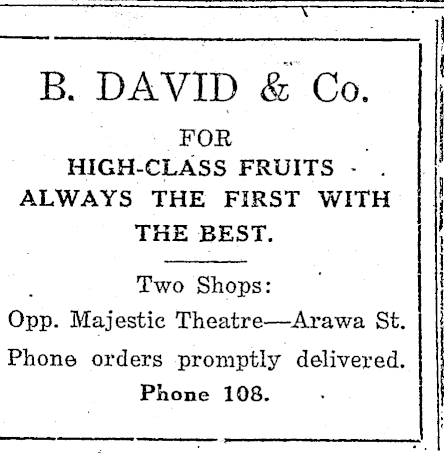 B. DAVID & Co.
FOR
HIGH-CLASS FRUITS
ALWAYS THE FIRST WITH
THE BEST.
Two Shops:
Opp. Majestic Theatre—Arawa St.
Phone orders promptly delivered.
Phone 108.